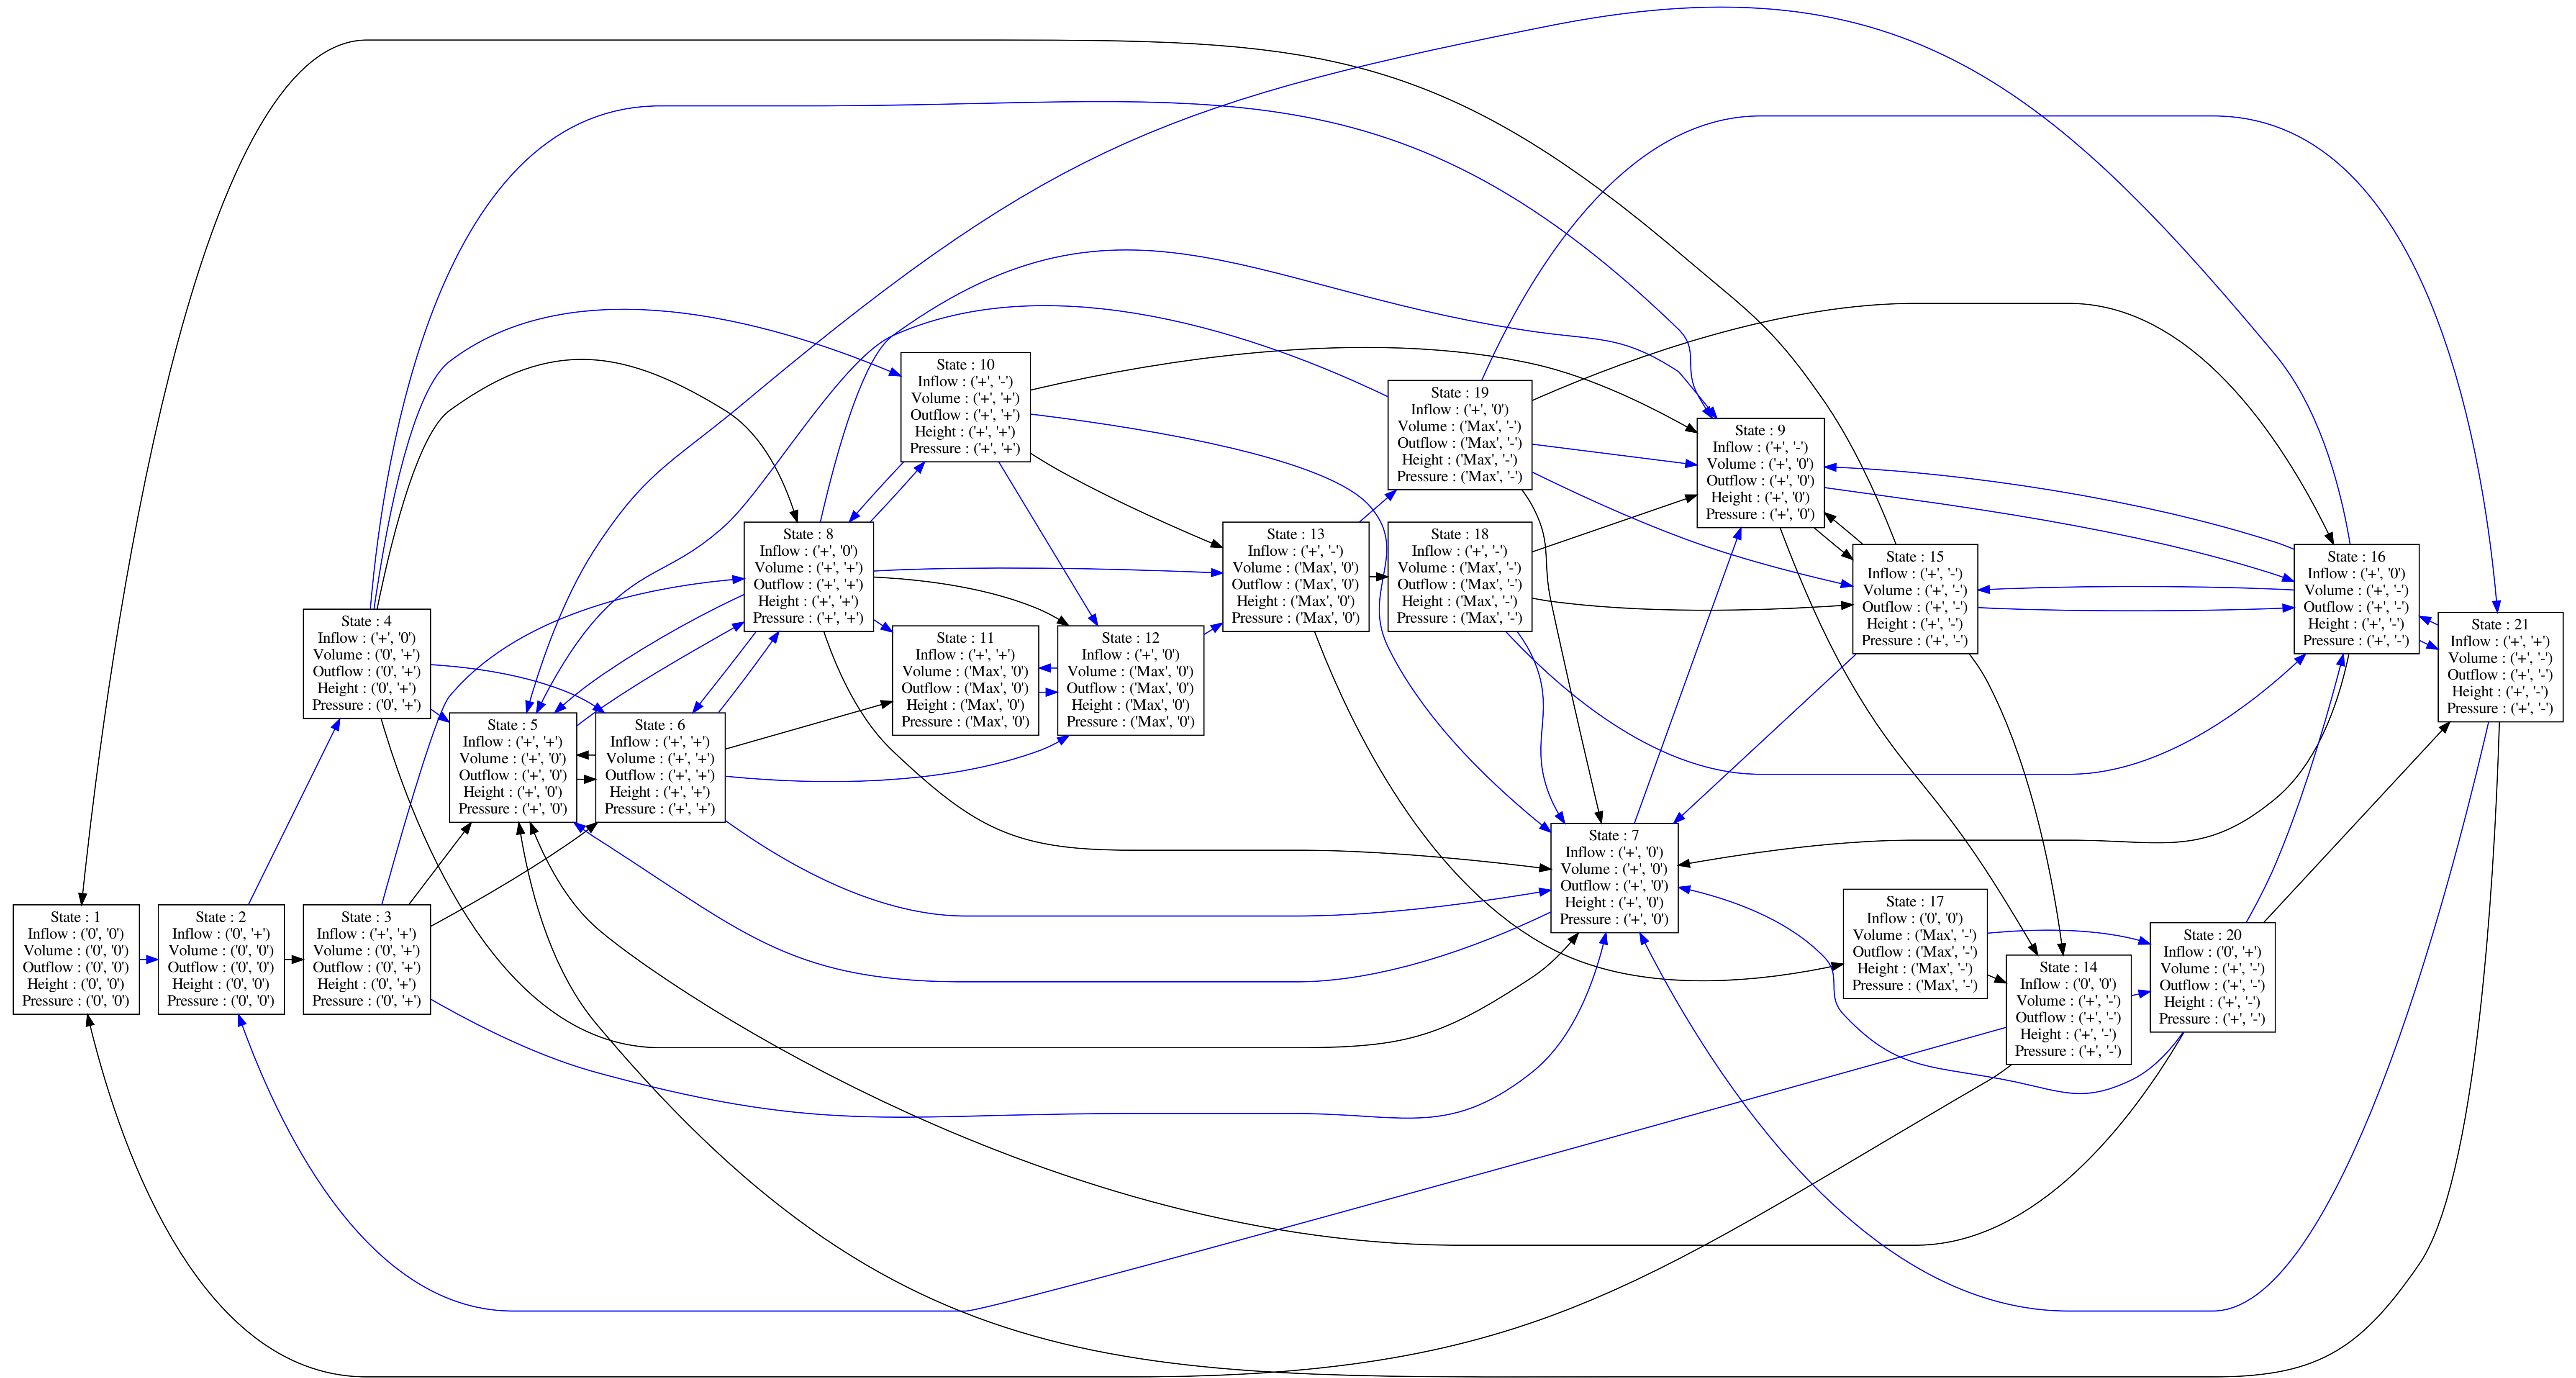 State : 1
Inflow : ('0', '0')
Volume : ('0', '0')
Outflow : ('0', '0')
Height : ('0', '0')
Pressure : ('0', '0')
State : 2
Inflow : ('0', '+')
Volume : ('0', '0')
Outflow : ('0', '0')
Height : ('0', '0')
Pressure : ('0', '0')
State : 3
Inflow : ('+', '+')
Volume : ('0', '+')
Outflow : ('0', '+')
Height : ('0', '+')
Pressure : ('0', '+')
State : 4
Inflow : ('+', '0')
Volume : ('0', '+')
Outflow : ('0', '+')
Height : ('0', '+')
Pressure : ('0', '+')
State : 5
Inflow : ('+', '+')
Volume : ('+', '0')
Outflow : ('+', '0')
Height : ('+', '0')
Pressure : ('+', '0')
State : 6
Inflow : ('+', '+')
Volume : ('+', '+')
Outflow : ('+', '+')
Height : ('+', '+')
Pressure : ('+', '+')
State : 8
Inflow : ('+', '0')
Volume : ('+', '+')
Outflow : ('+', '+')
Height : ('+', '+')
Pressure : ('+', '+')
State : 10
Inflow : ('+', '-')
Volume : ('+', '+')
Outflow : ('+', '+')
Height : ('+', '+')
Pressure : ('+', '+')
State : 11
Inflow : ('+', '+')
Volume : ('Max', '0')
Outflow : ('Max', '0')
Height : ('Max', '0')
Pressure : ('Max', '0')
State : 12
Inflow : ('+', '0')
Volume : ('Max', '0')
Outflow : ('Max', '0')
Height : ('Max', '0')
Pressure : ('Max', '0')
State : 13
Inflow : ('+', '-')
Volume : ('Max', '0')
Outflow : ('Max', '0')
Height : ('Max', '0')
Pressure : ('Max', '0')
State : 19
Inflow : ('+', '0')
Volume : ('Max', '-')
Outflow : ('Max', '-')
Height : ('Max', '-')
Pressure : ('Max', '-')
State : 18
Inflow : ('+', '-')
Volume : ('Max', '-')
Outflow : ('Max', '-')
Height : ('Max', '-')
Pressure : ('Max', '-')
State : 7
Inflow : ('+', '0')
Volume : ('+', '0')
Outflow : ('+', '0')
Height : ('+', '0')
Pressure : ('+', '0')
State : 9
Inflow : ('+', '-')
Volume : ('+', '0')
Outflow : ('+', '0')
Height : ('+', '0')
Pressure : ('+', '0')
State : 15
Inflow : ('+', '-')
Volume : ('+', '-')
Outflow : ('+', '-')
Height : ('+', '-')
Pressure : ('+', '-')
State : 17
Inflow : ('0', '0')
Volume : ('Max', '-')
Outflow : ('Max', '-')
Height : ('Max', '-')
Pressure : ('Max', '-')
State : 14
Inflow : ('0', '0')
Volume : ('+', '-')
Outflow : ('+', '-')
Height : ('+', '-')
Pressure : ('+', '-')
State : 20
Inflow : ('0', '+')
Volume : ('+', '-')
Outflow : ('+', '-')
Height : ('+', '-')
Pressure : ('+', '-')
State : 16
Inflow : ('+', '0')
Volume : ('+', '-')
Outflow : ('+', '-')
Height : ('+', '-')
Pressure : ('+', '-')
State : 21
Inflow : ('+', '+')
Volume : ('+', '-')
Outflow : ('+', '-')
Height : ('+', '-')
Pressure : ('+', '-')